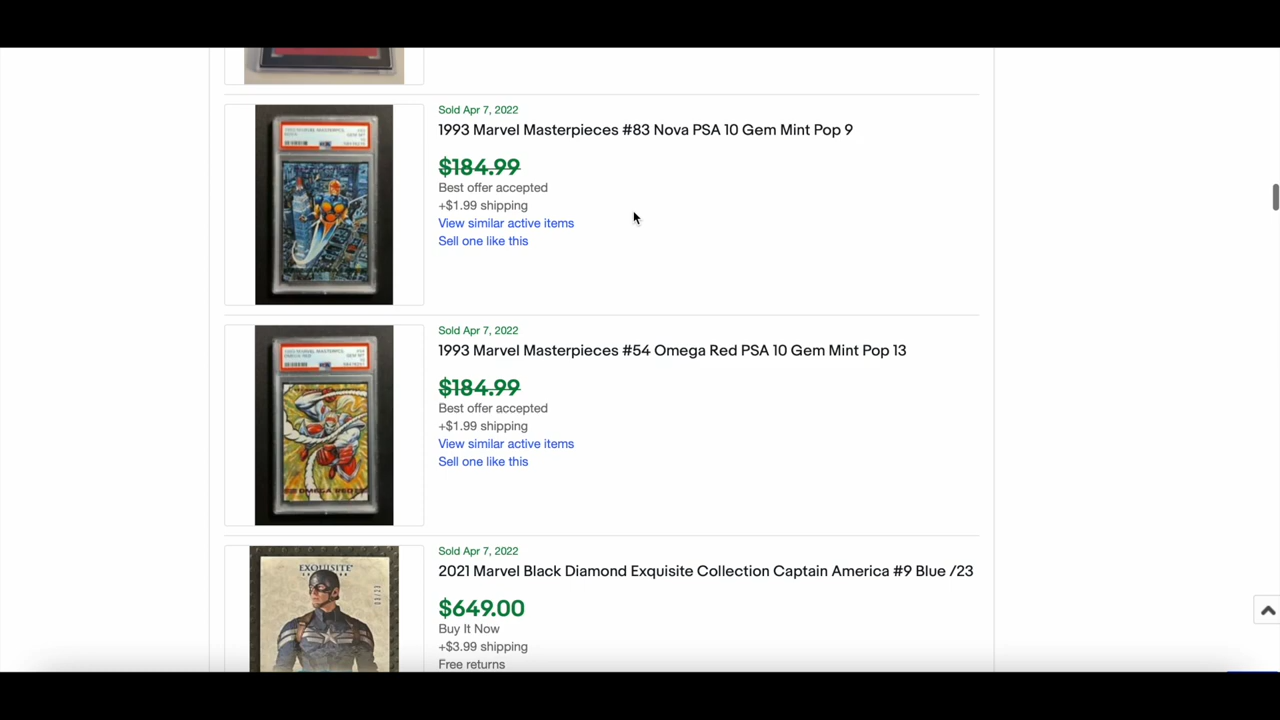 Sold Apr 7, 2022
1993 Marvel Masterpieces #83 Nova PSA 10 Gem Mint Pop 9
$184.99
Best offer accepted
+$1.99 shipping
View similar active items
Sell one like this
Sold Apr 7, 2022
1993 Marvel Masterpieces #54 Omega Red PSA 10 Gem Mint Pop 13
$184.99
Best offer accepted
+$1.99 shipping
View similar active items
Sell one like this
OMEGA RED
Sold Apr 7, 2022
2021 Marvel Black Diamond Exquisite Collection Captain America #9 Blue /23
$649.00
Buy It Now
+$3.99 shipping
Free returns
EXQUISITE